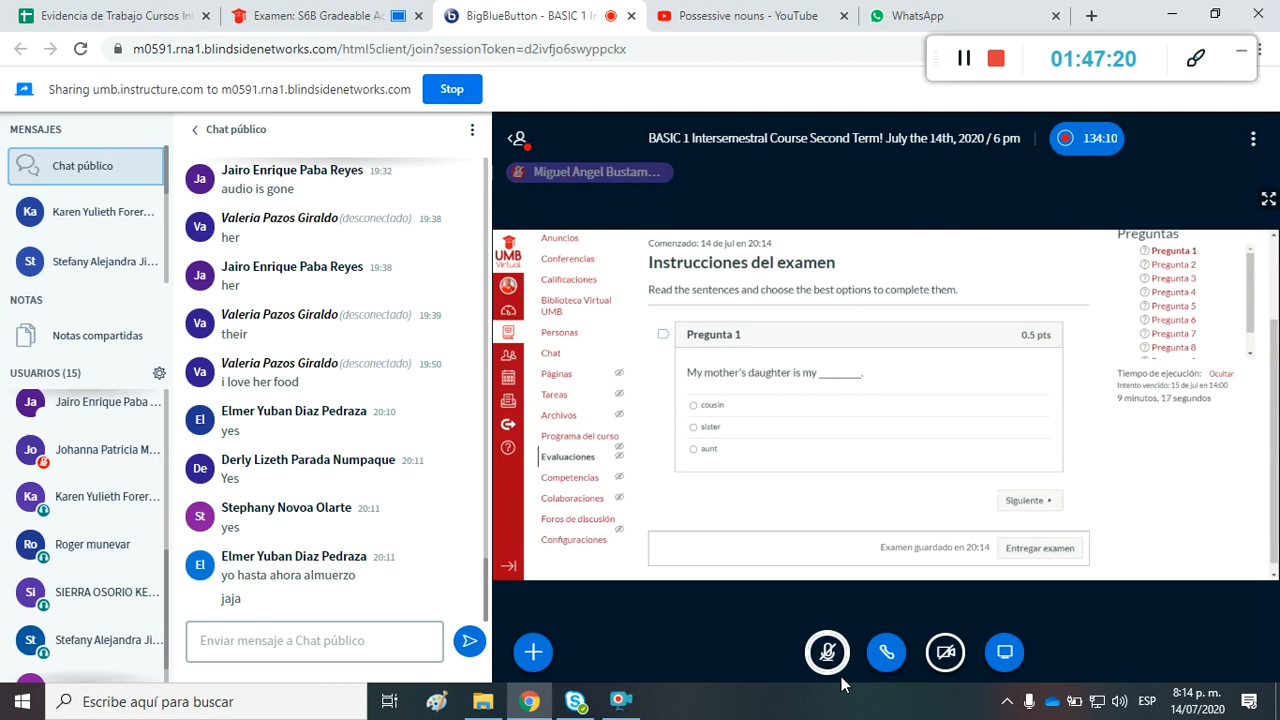 Evidencia de Trabajo Cursos Int
Examen: S6B Gradeable Ac
BigBlueButton - BASIC 1 In
Possessive nouns - YouTube
WhatsApp
m0591.rna1.blindsidenetworks.com/html5client/join?sessionToken=d2ivfjo6swyppckx
01:47:20
Sharing umb.instructure.com to m0591.rna1.blindsidenetworks.com
Stop
MENSAJES
Chat público
Karen Yulieth Forer...
Stefany Alejandra Ji...
NOTAS
Notas compartidas
USUARIOS (15)
Ja
Jairo Enrique Paba ...
Jo
Johanna Patricia M...
Ka
Karen Yulieth Forer...
Ro
Roger munevar
SI
SIERRA OSORIO KE...
St
Stefany Alejandra Ji...
Chat público
Jairo Enrique Paba Reyes 19:32
audio is gone
Valeria Pazos Giraldo (desconectado) 19:38
her
Jairo Enrique Paba Reyes 19:38
her
Valeria Pazos Giraldo (desconectado) 19:39
their
Valeria Pazos Giraldo (desconectado) 19:50
i love her food
Elmer Yuban Diaz Pedraza 20:10
yes
Derly Lizeth Parada Numpaque 20:11
Yes
Stephany Novoa Olarte 20:11
yes
Elmer Yuban Diaz Pedraza 20:11
yo hasta ahora almuerzo
jaja
Enviar mensaje a Chat público
BASIC 1 Intersemestral Course Second Term! July the 14th, 2020 / 6 pm
134:10
Miguel Angel Bustam...
UMB
Virtual
Anuncios
Conferencias
Calificaciones
Biblioteca Virtual
UMB
Personas
Chat
Páginas
Tareas
Archivos
Programa del curso
Evaluaciones
Competencias
Colaboraciones
Foros de discusión
Configuraciones
Comenzado: 14 de jul en 20:14
Instrucciones del examen
Read the sentences and choose the best options to complete them.
Pregunta 1 0.5 pts
My mother's daughter is my ________.
cousin
sister
aunt
Siguiente
Examen guardado en 20:14
Entregar examen
Preguntas
Pregunta 1
Pregunta 2
Pregunta 3
Pregunta 4
Pregunta 5
Pregunta 6
Pregunta 7
Pregunta 8
Tiempo de ejecución: Ocultar
Intento vencido: 15 de jul en 14:00
9 minutos, 17 segundos
Escribe aquí para buscar
ESP
8:14 p. m.
14/07/2020